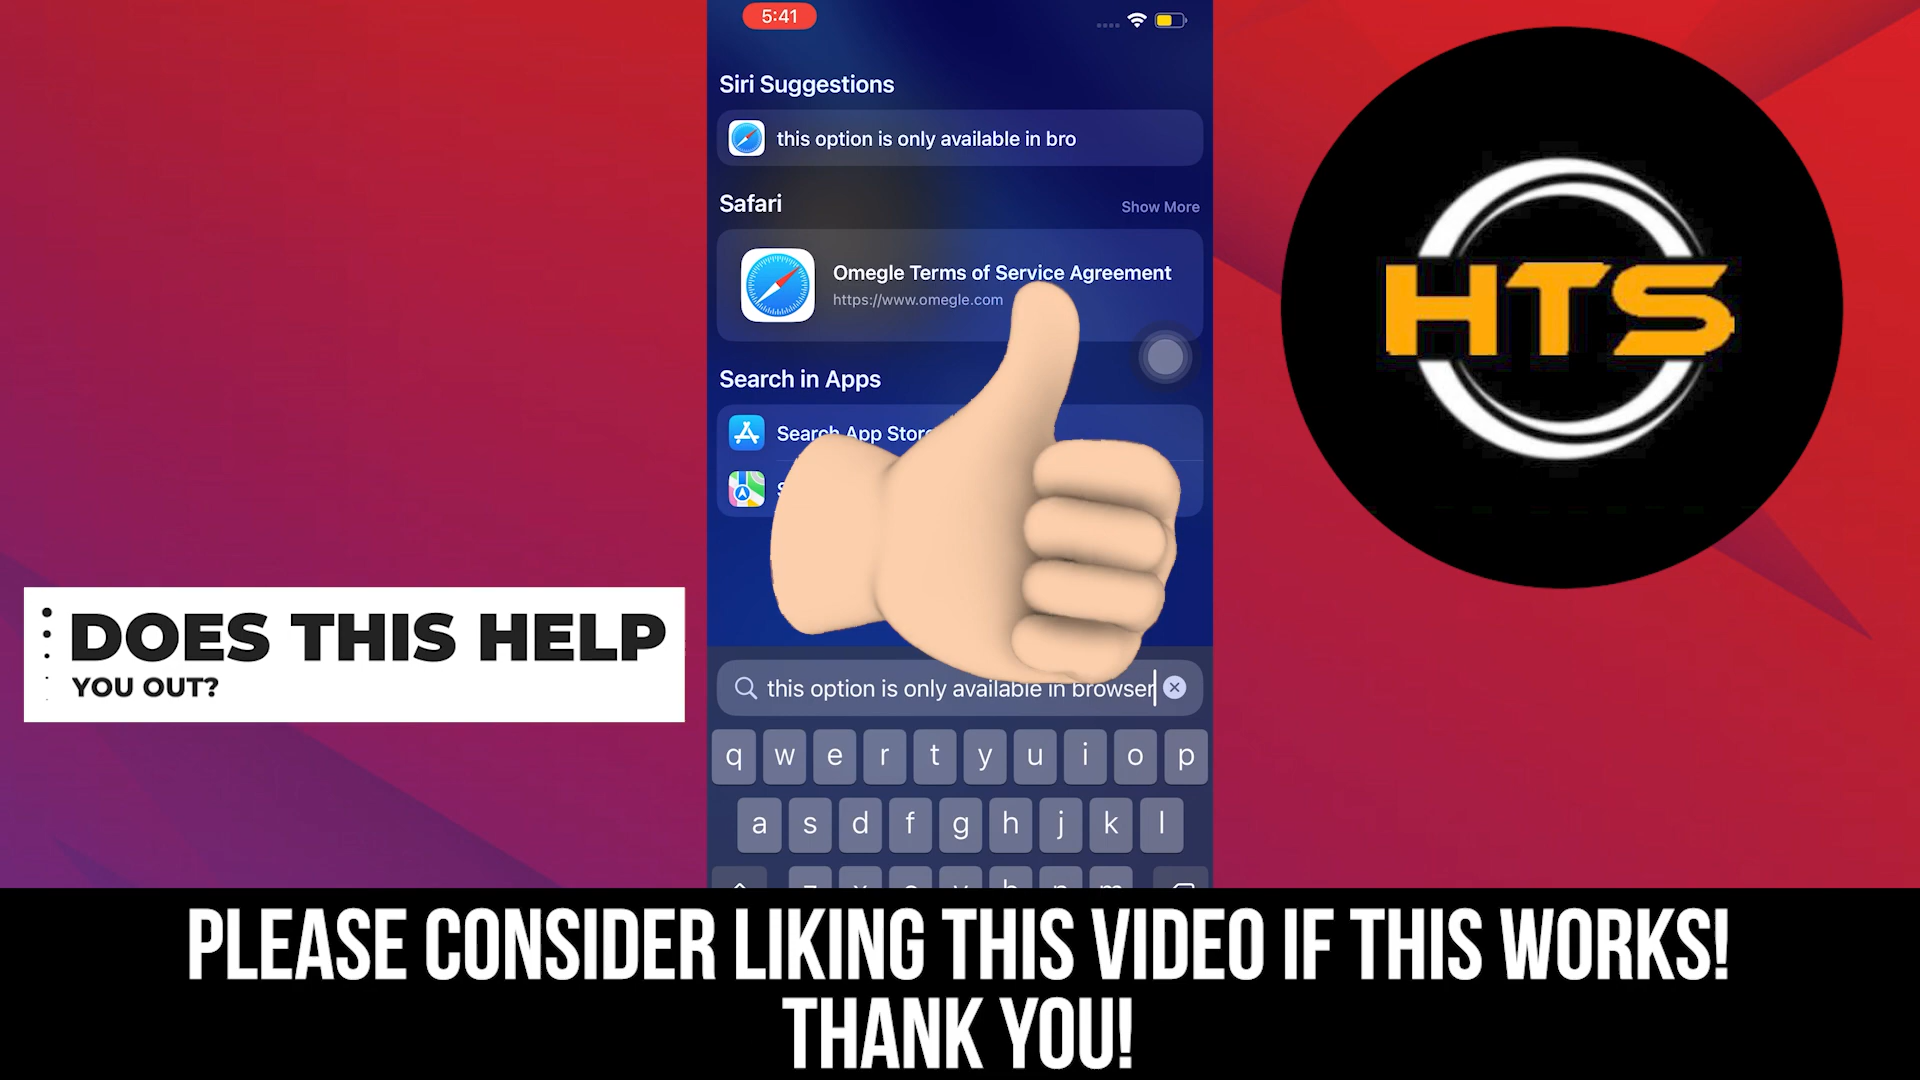 5:41
Siri Suggestions
this option is only available in bro
Safari
Show More
Omegle Terms of Service Agreement
https://www.omegle.com
Search in Apps
Search App Store
HTS
DOES THIS HELP
YOU OUT?
this option is only available in browser
q w e r t y u i o p
a s d f g h j k l
z x c v b n m
PLEASE CONSIDER LIKING THIS VIDEO IF THIS WORKS!
THANK YOU!